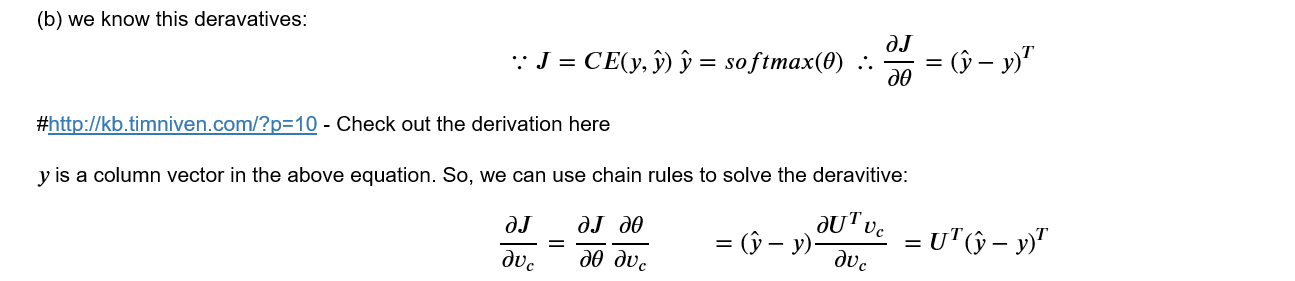 (b) we know this deravatives:
∵ J = CE(y, ŷ) ŷ = softmax(θ) ∴ ∂J/∂θ = (ŷ − y)^T
#http://kb.timniven.com/?p=10 - Check out the derivation here
y is a column vector in the above equation. So, we can use chain rules to solve the deravitive:
∂J/∂v_c = ∂J/∂θ ∂θ/∂v_c = (ŷ − y) ∂U^T v_c/∂v_c = U^T(ŷ − y)^T